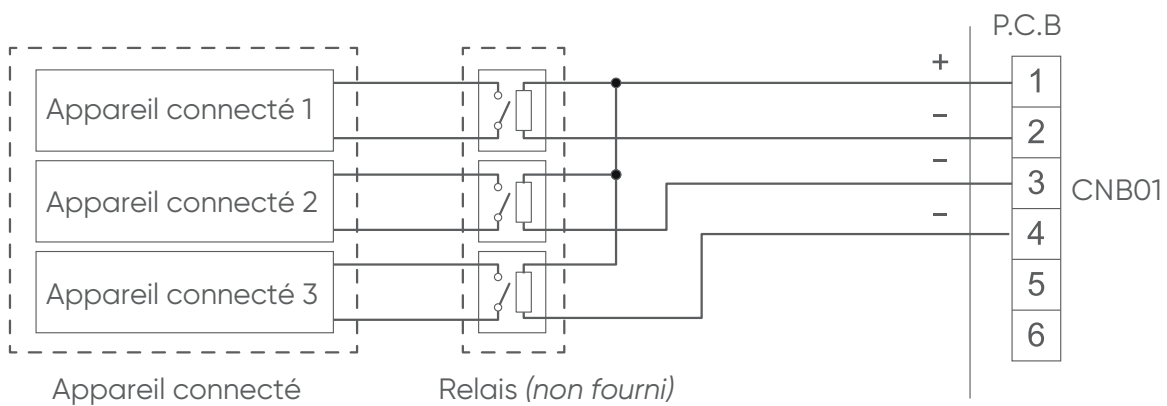 P.C.B
+
1
Appareil connecté 1
–
2
–
Appareil connecté 2
3
CNB01
–
4
Appareil connecté 3
5
6
Appareil connecté
Relais (non fourni)